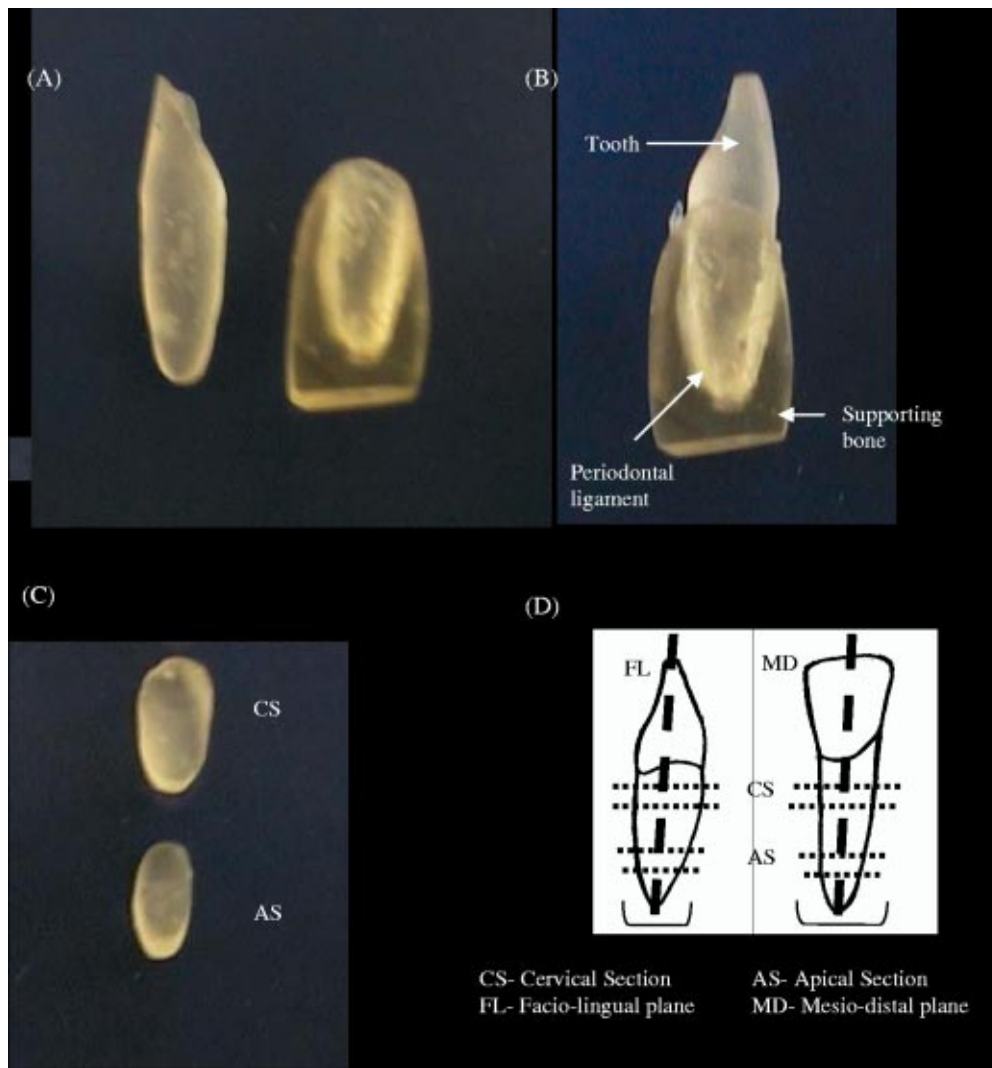 (A)
(B)
Tooth
Supporting
bone
Periodontal
ligament
(C)
CS
AS
(D)
FL
MD
CS
AS
CS- Cervical Section
FL- Facio-lingual plane
AS- Apical Section
MD- Mesio-distal plane